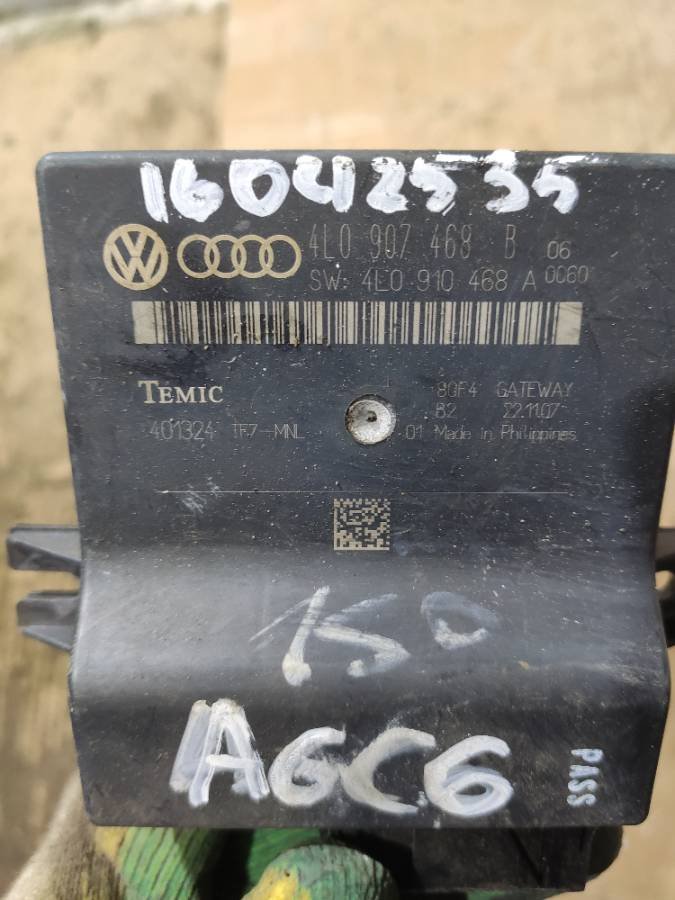 16042535
4L0 907 468 B 06
SW: 4L0 910 468 A 0060
TEMIC
80F4 GATEWAY
B2 22.11.07
401324 TF7-MNL 01 Made in Philippines
150
A6C6
PASS